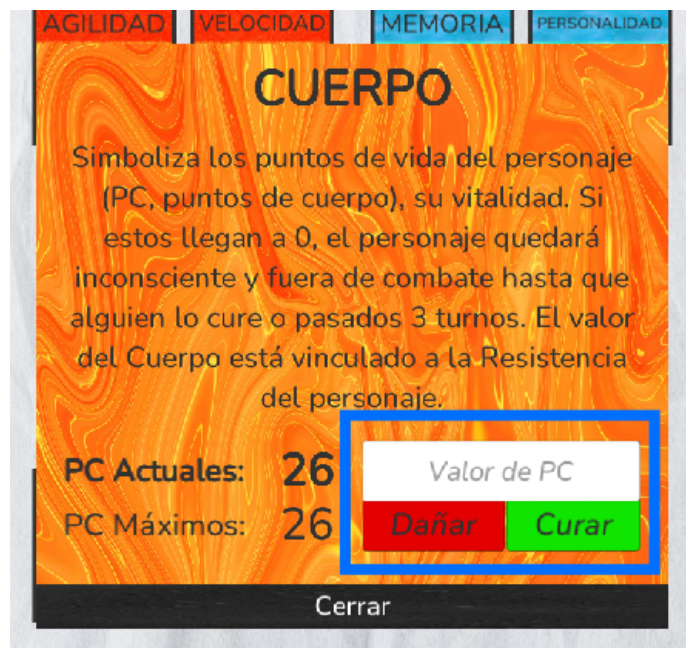 AGILIDAD VELOCIDAD MEMORIA PERSONALIDAD
CUERPO
Simboliza los puntos de vida del personaje
(PC, puntos de cuerpo), su vitalidad. Si
estos llegan a 0, el personaje quedará
inconsciente y fuera de combate hasta que
alguien lo cure o pasados 3 turnos. El valor
del Cuerpo está vinculado a la Resistencia
del personaje.
PC Actuales: 26
Valor de PC
PC Máximos: 26
Dañar Curar
Cerrar